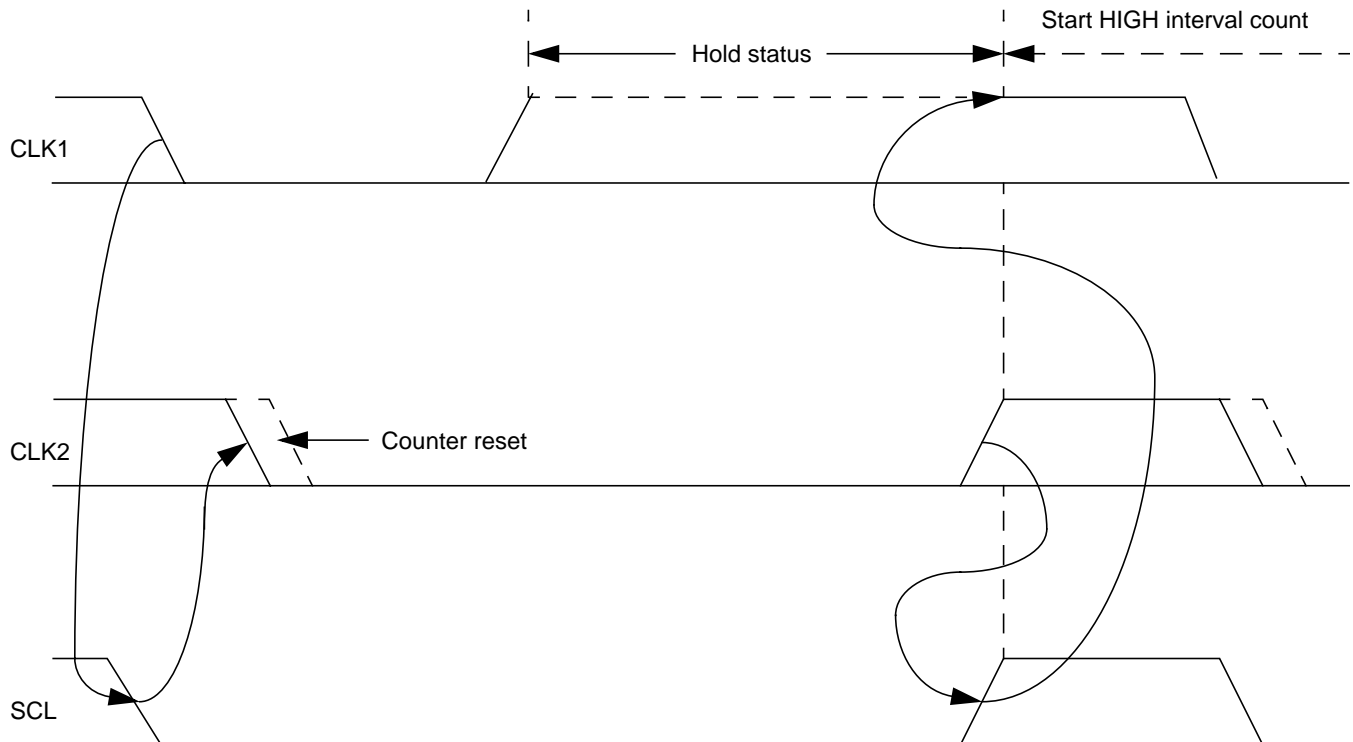 Start HIGH interval count
Hold status
CLK1
CLK2
Counter reset
SCL